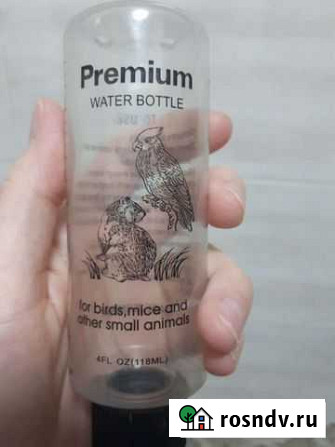 Premium
WATER BOTTLE
for birds,mice and
other small animals
4FL OZ(118ML)
rosndv.ru